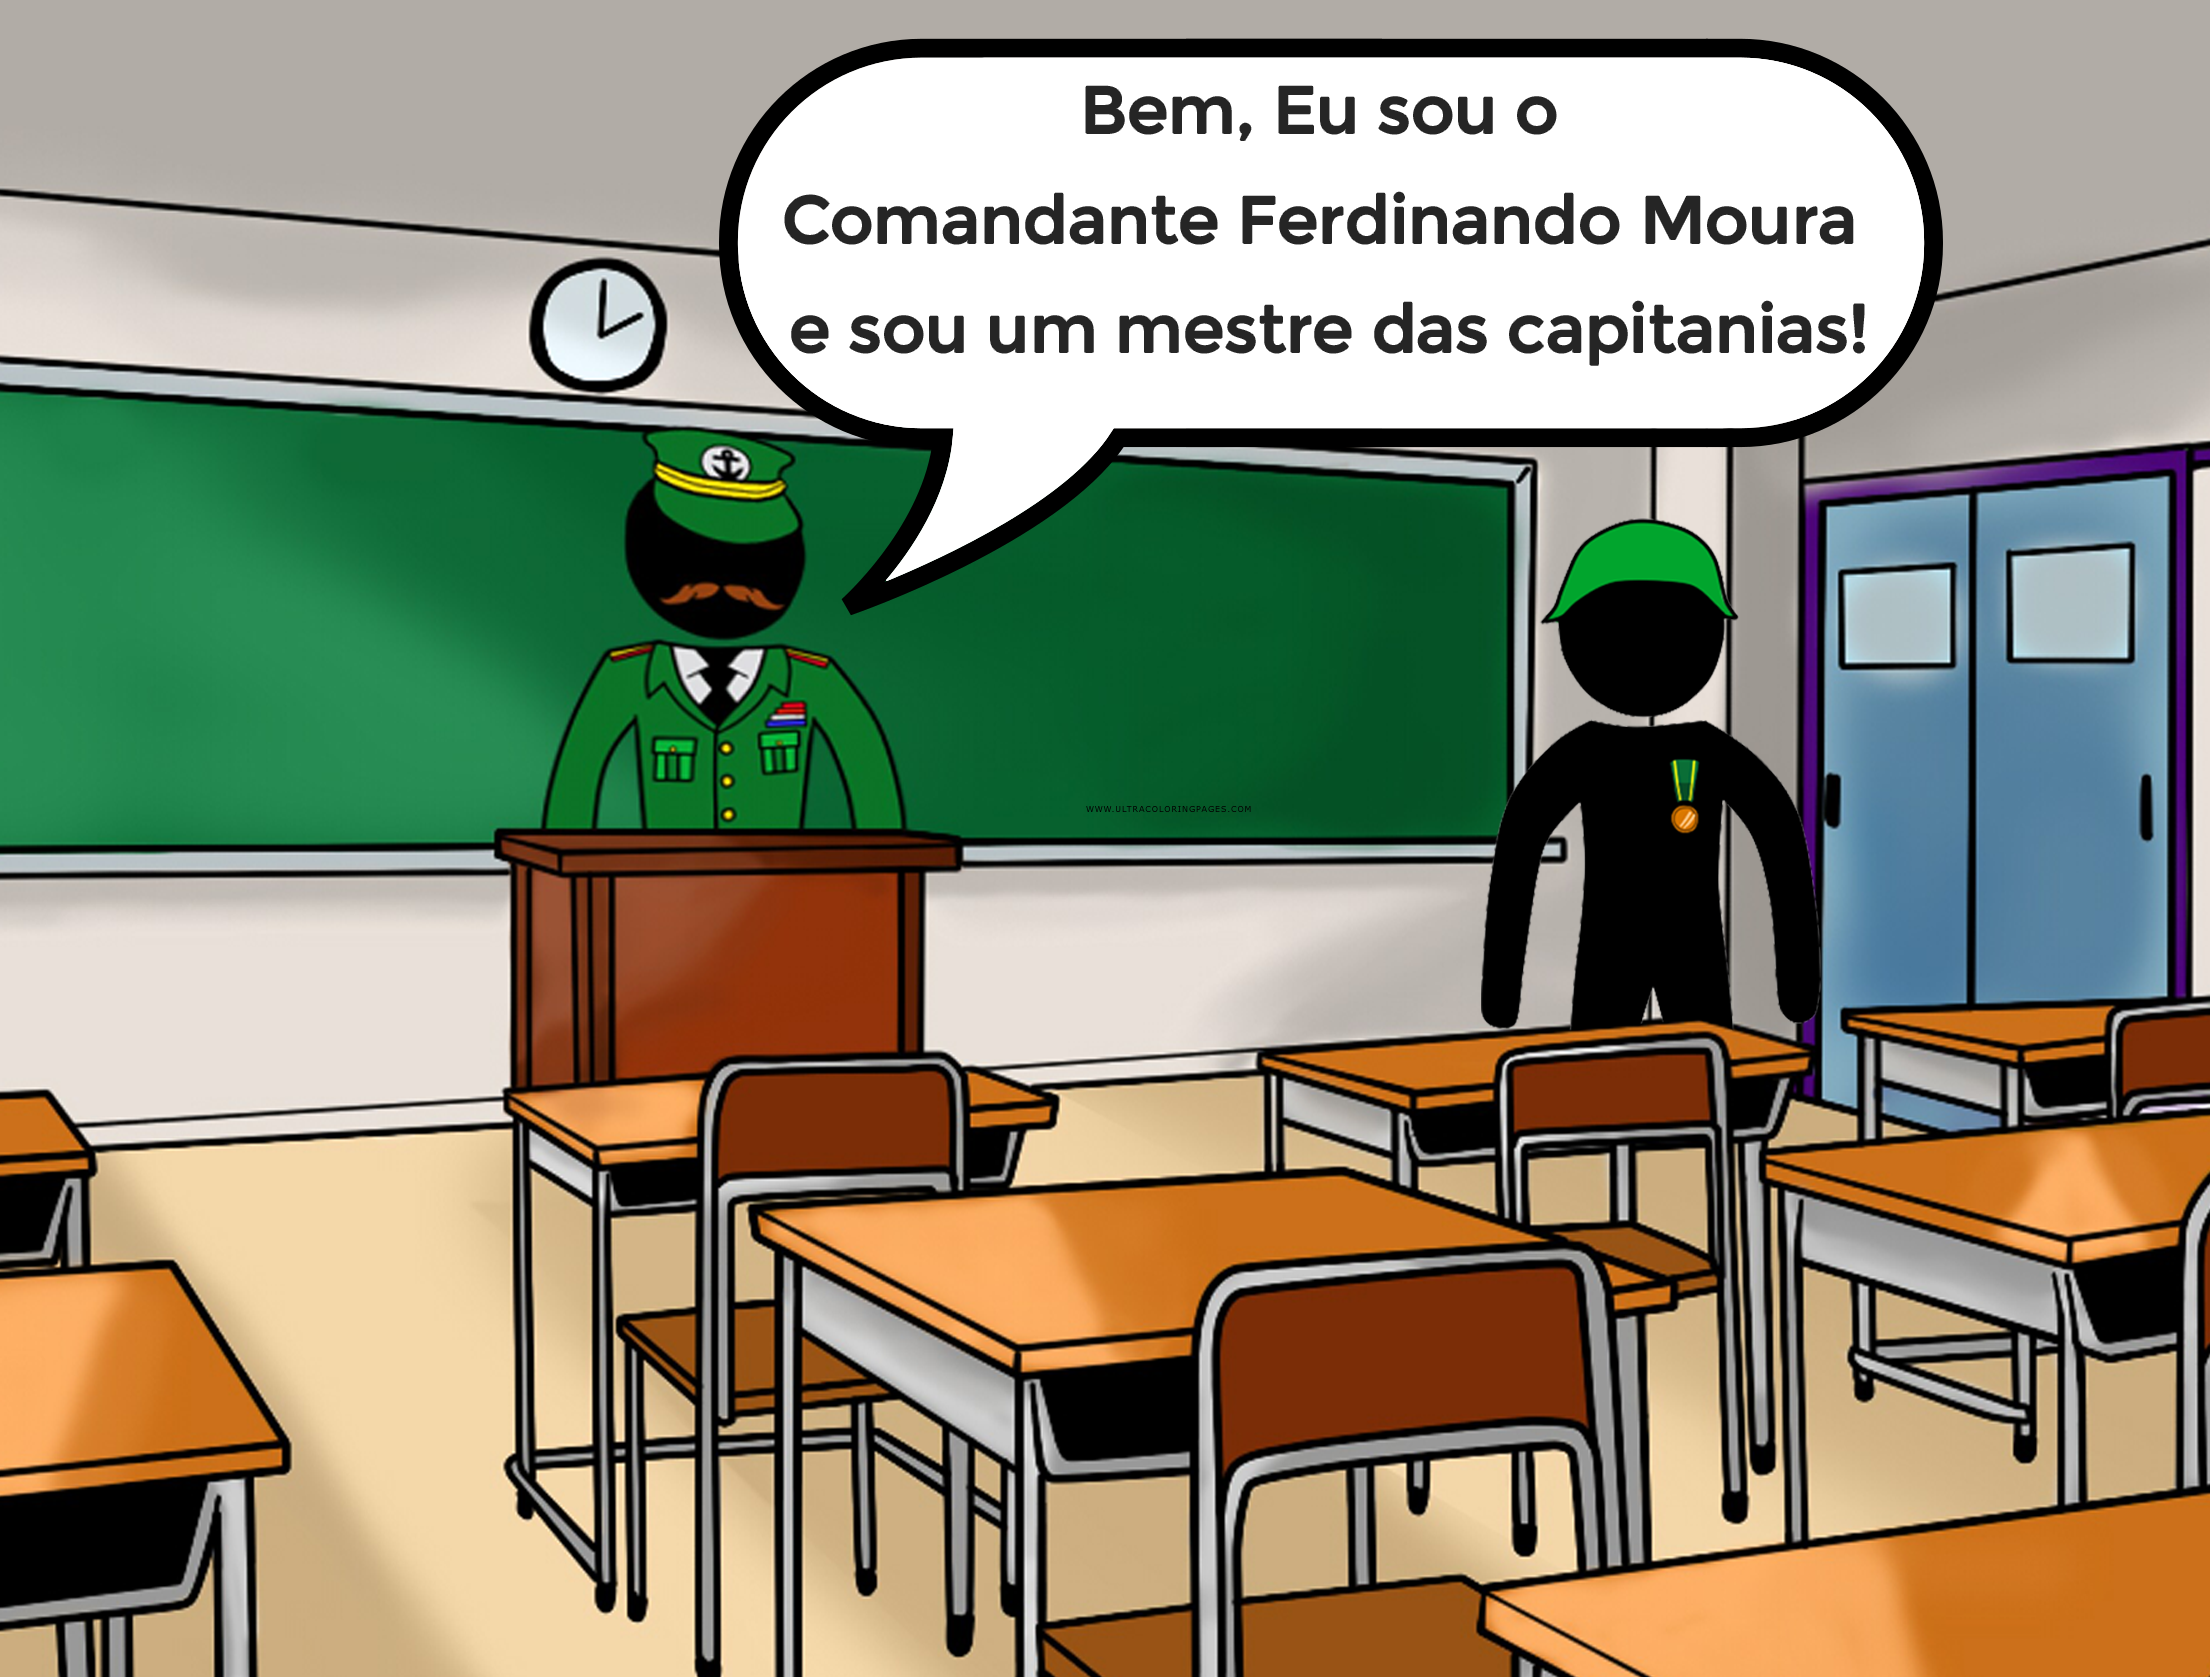 Bem, Eu sou o
Comandante Ferdinando Moura
e sou um mestre das capitanias!
WWW.ULTRACOLORINGPAGES.COM